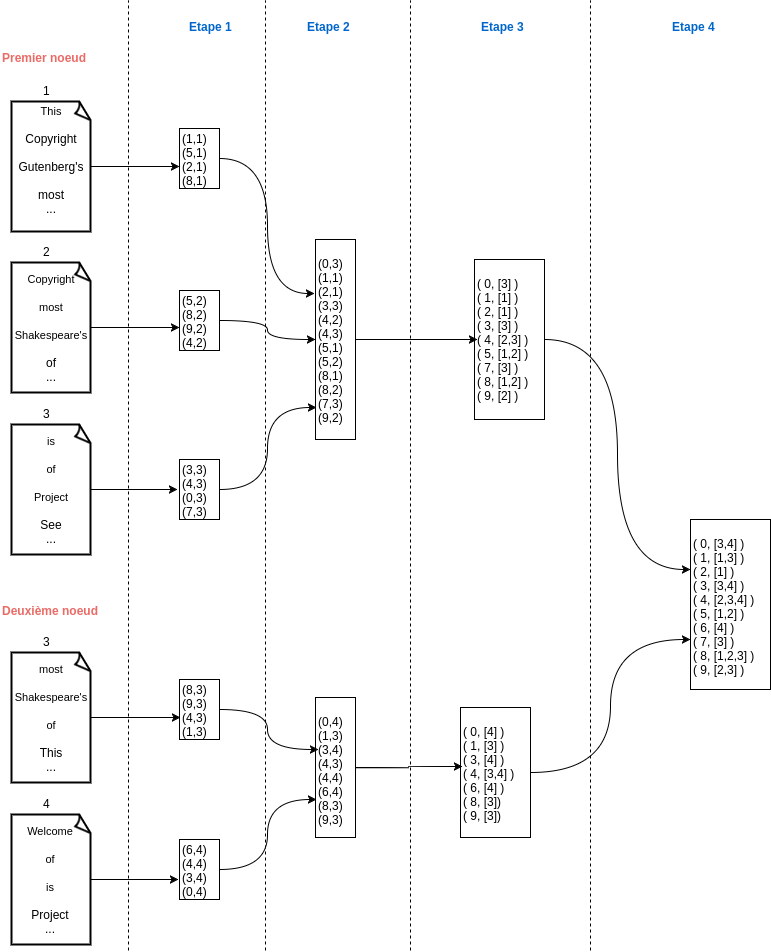 Etape 1
Etape 2
Etape 3
Etape 4
Premier noeud
1
This
Copyright
Gutenberg's
most
...
(1,1)
(5,1)
(2,1)
(8,1)
2
Copyright
most
Shakespeare's
of
...
(5,2)
(8,2)
(9,2)
(4,2)
3
is
of
Project
See
...
(3,3)
(4,3)
(0,3)
(7,3)
(0,3)
(1,1)
(2,1)
(3,3)
(4,2)
(4,3)
(5,1)
(5,2)
(8,1)
(8,2)
(7,3)
(9,2)
( 0, [3] )
( 1, [1] )
( 2, [1] )
( 3, [3] )
( 4, [2,3] )
( 5, [1,2] )
( 7, [3] )
( 8, [1,2] )
( 9, [2] )
Deuxième noeud
3
most
Shakespeare's
of
This
...
(8,3)
(9,3)
(4,3)
(1,3)
4
Welcome
of
is
Project
...
(6,4)
(4,4)
(3,4)
(0,4)
(0,4)
(1,3)
(3,4)
(4,3)
(4,4)
(6,4)
(8,3)
(9,3)
( 0, [4] )
( 1, [3] )
( 3, [4] )
( 4, [3,4] )
( 6, [4] )
( 8, [3])
( 9, [3])
( 0, [3,4] )
( 1, [1,3] )
( 2, [1] )
( 3, [3,4] )
( 4, [2,3,4] )
( 5, [1,2] )
( 6, [4] )
( 7, [3] )
( 8, [1,2,3] )
( 9, [2,3] )